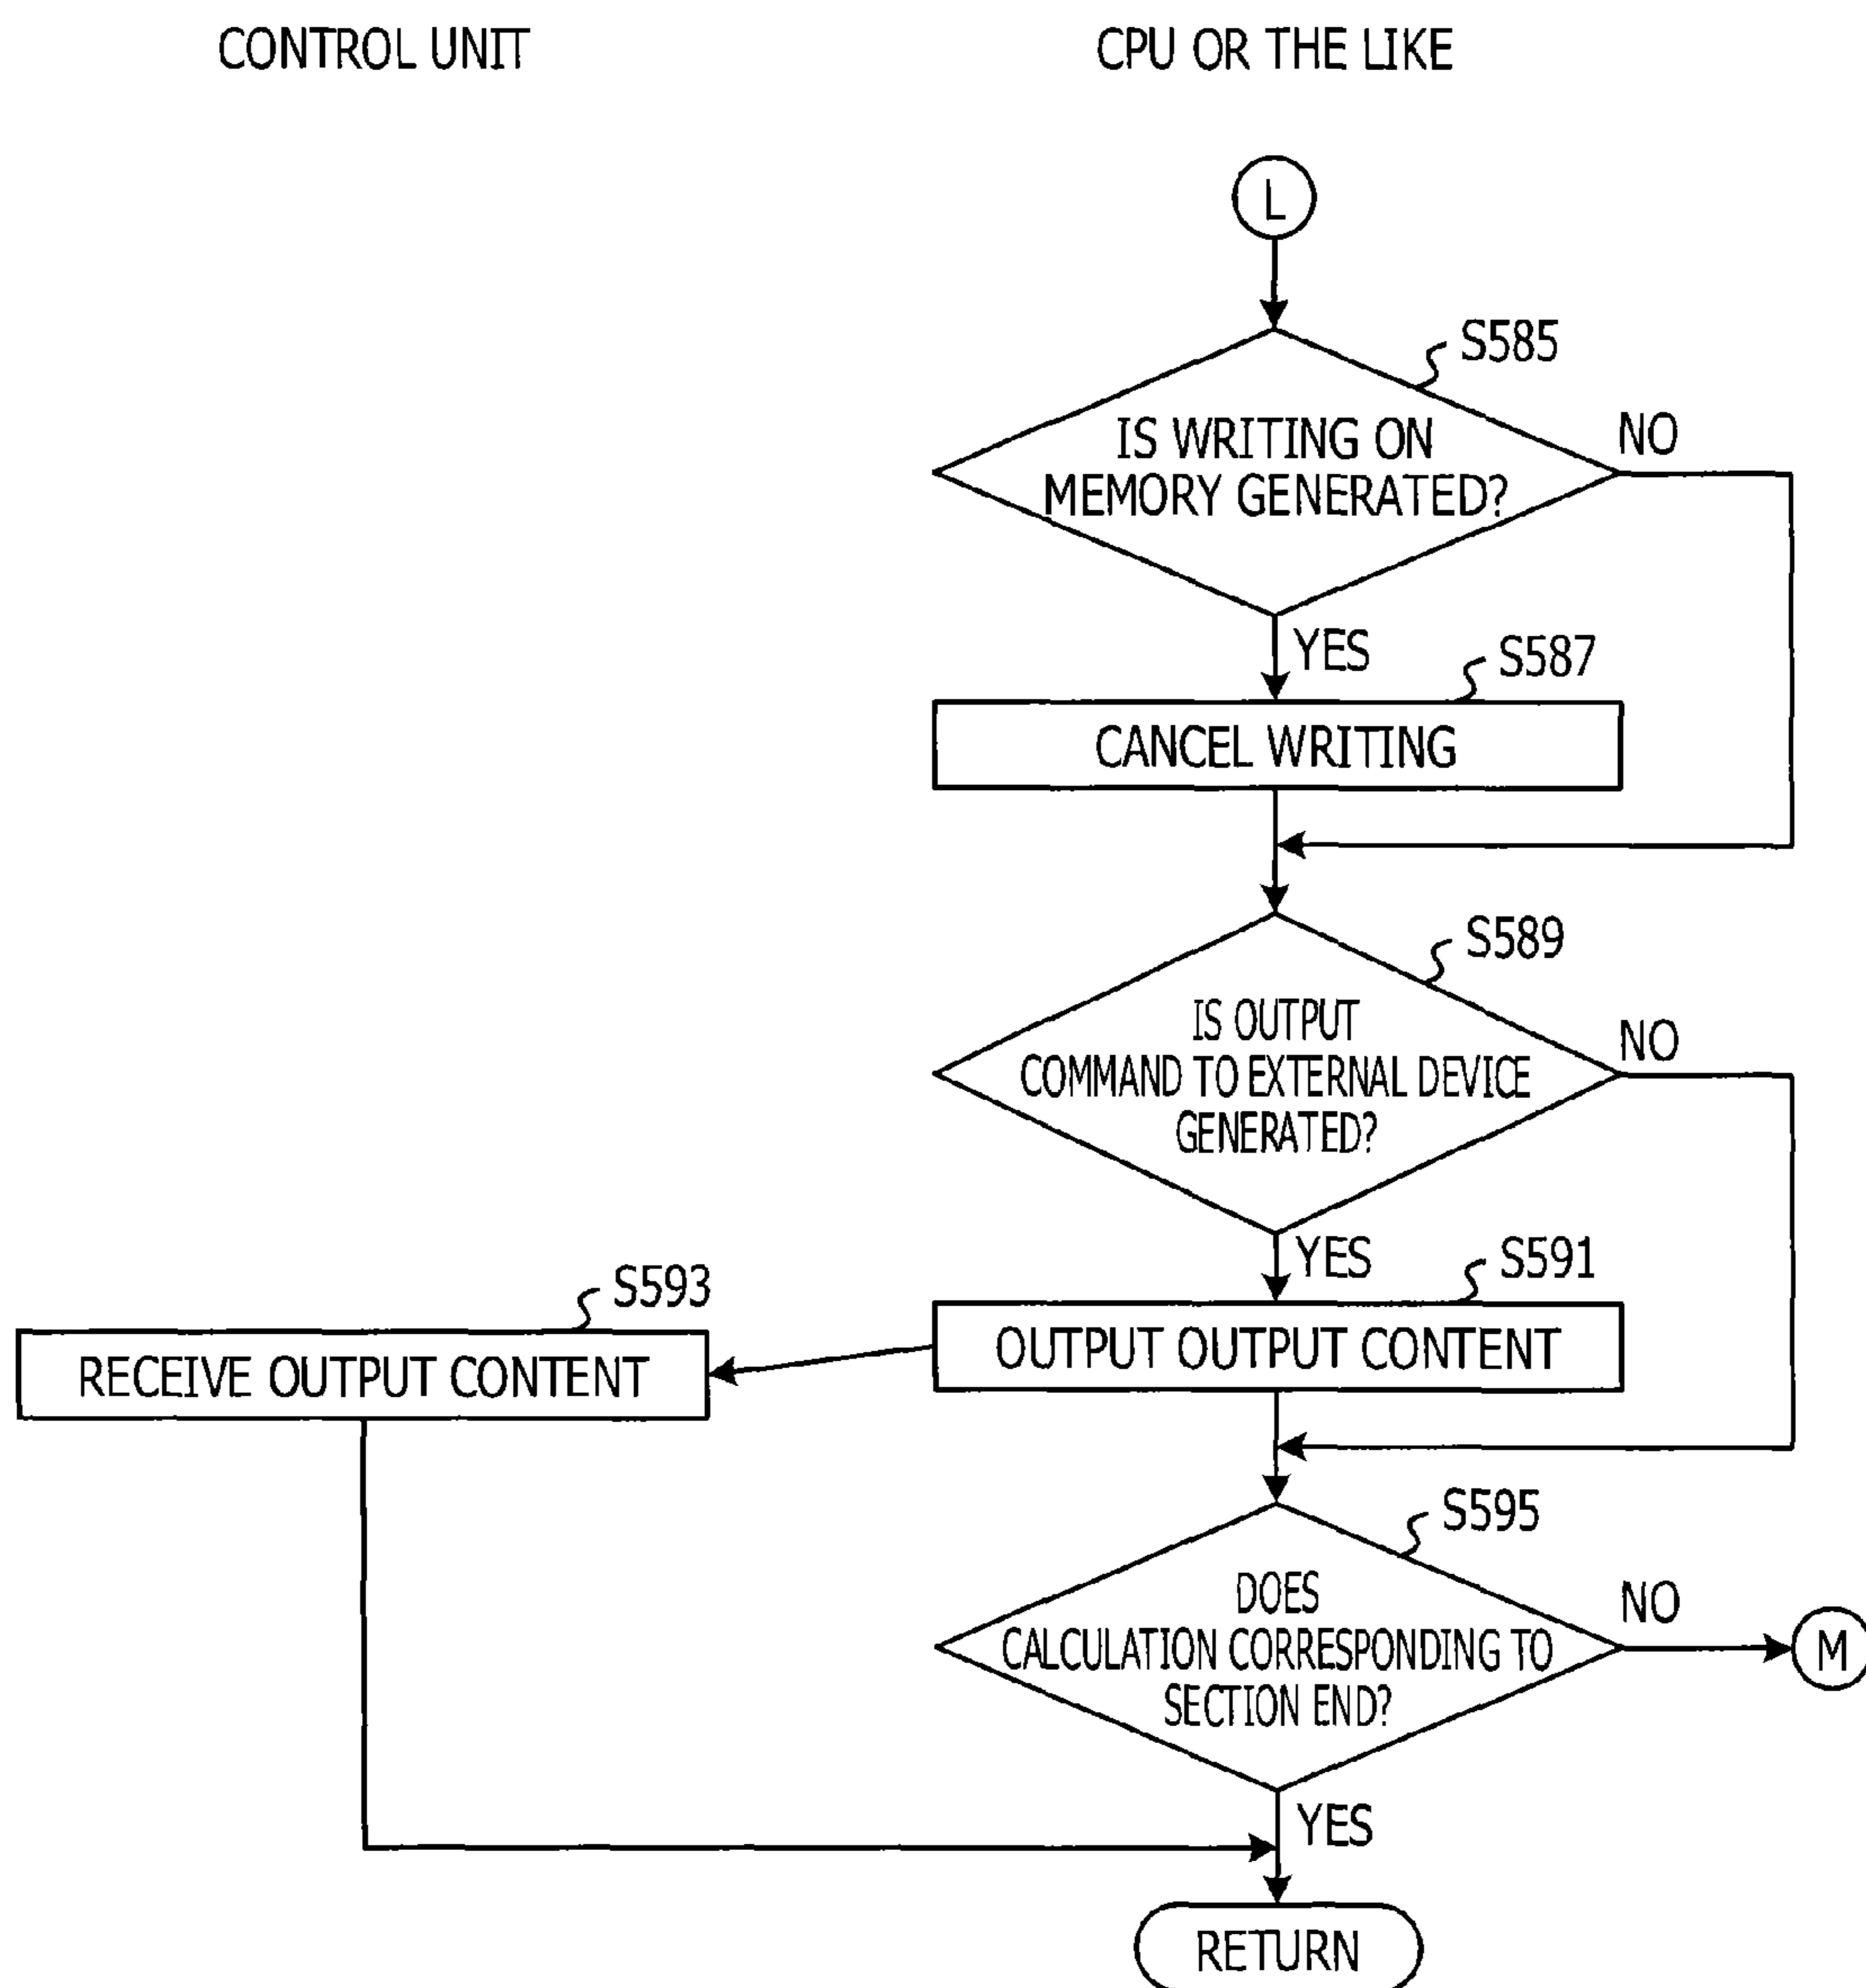 CONTROL UNIT
CPU OR THE LIKE
L
S585
IS WRITING ON
MEMORY GENERATED?
NO
YES
S587
CANCEL WRITING
S589
IS OUTPUT
COMMAND TO EXTERNAL DEVICE
GENERATED?
NO
YES
S591
OUTPUT OUTPUT CONTENT
S593
RECEIVE OUTPUT CONTENT
S595
DOES
CALCULATION CORRESPONDING TO
SECTION END?
NO
M
YES
RETURN